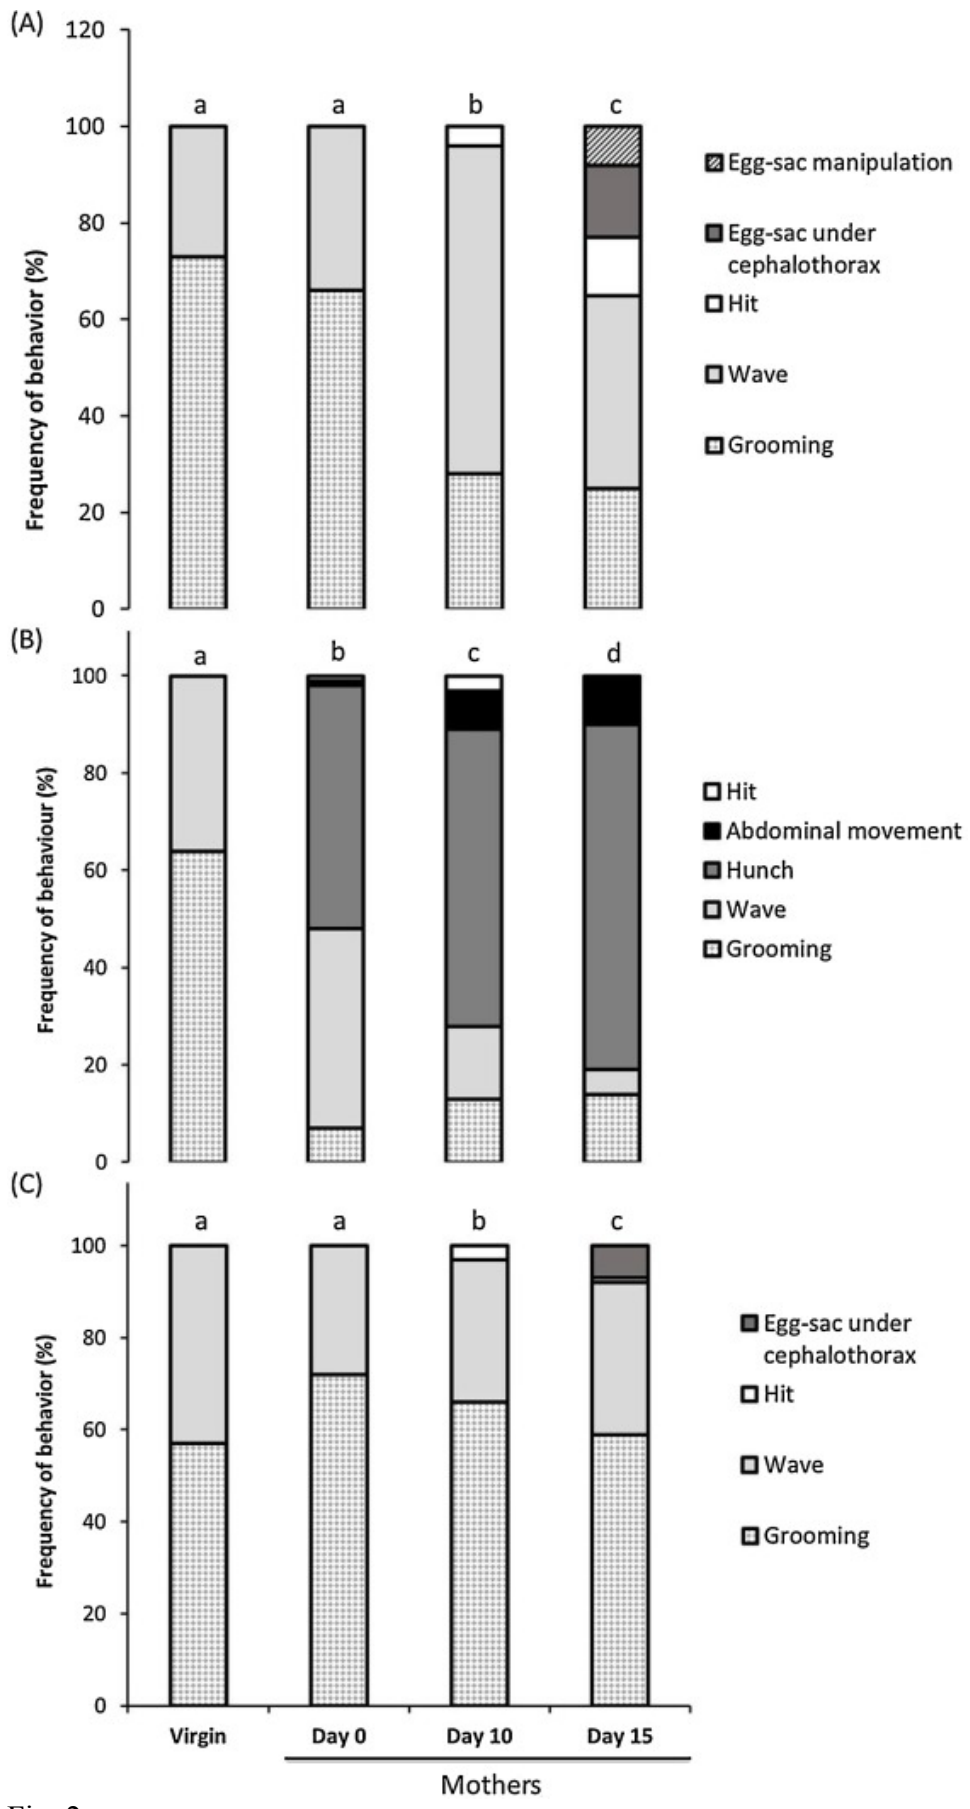 (A)
120
100
80
60
40
20
0
Frequency of behavior (%)
a a b c
Egg-sac manipulation
Egg-sac under
cephalothorax
Hit
Wave
Grooming
(B)
100
80
60
40
20
0
Frequency of behaviour (%)
a b c d
Hit
Abdominal movement
Hunch
Wave
Grooming
(C)
100
80
60
40
20
0
Frequency of behavior (%)
a a b c
Egg-sac under
cephalothorax
Hit
Wave
Grooming
Virgin Day 0 Day 10 Day 15
Mothers